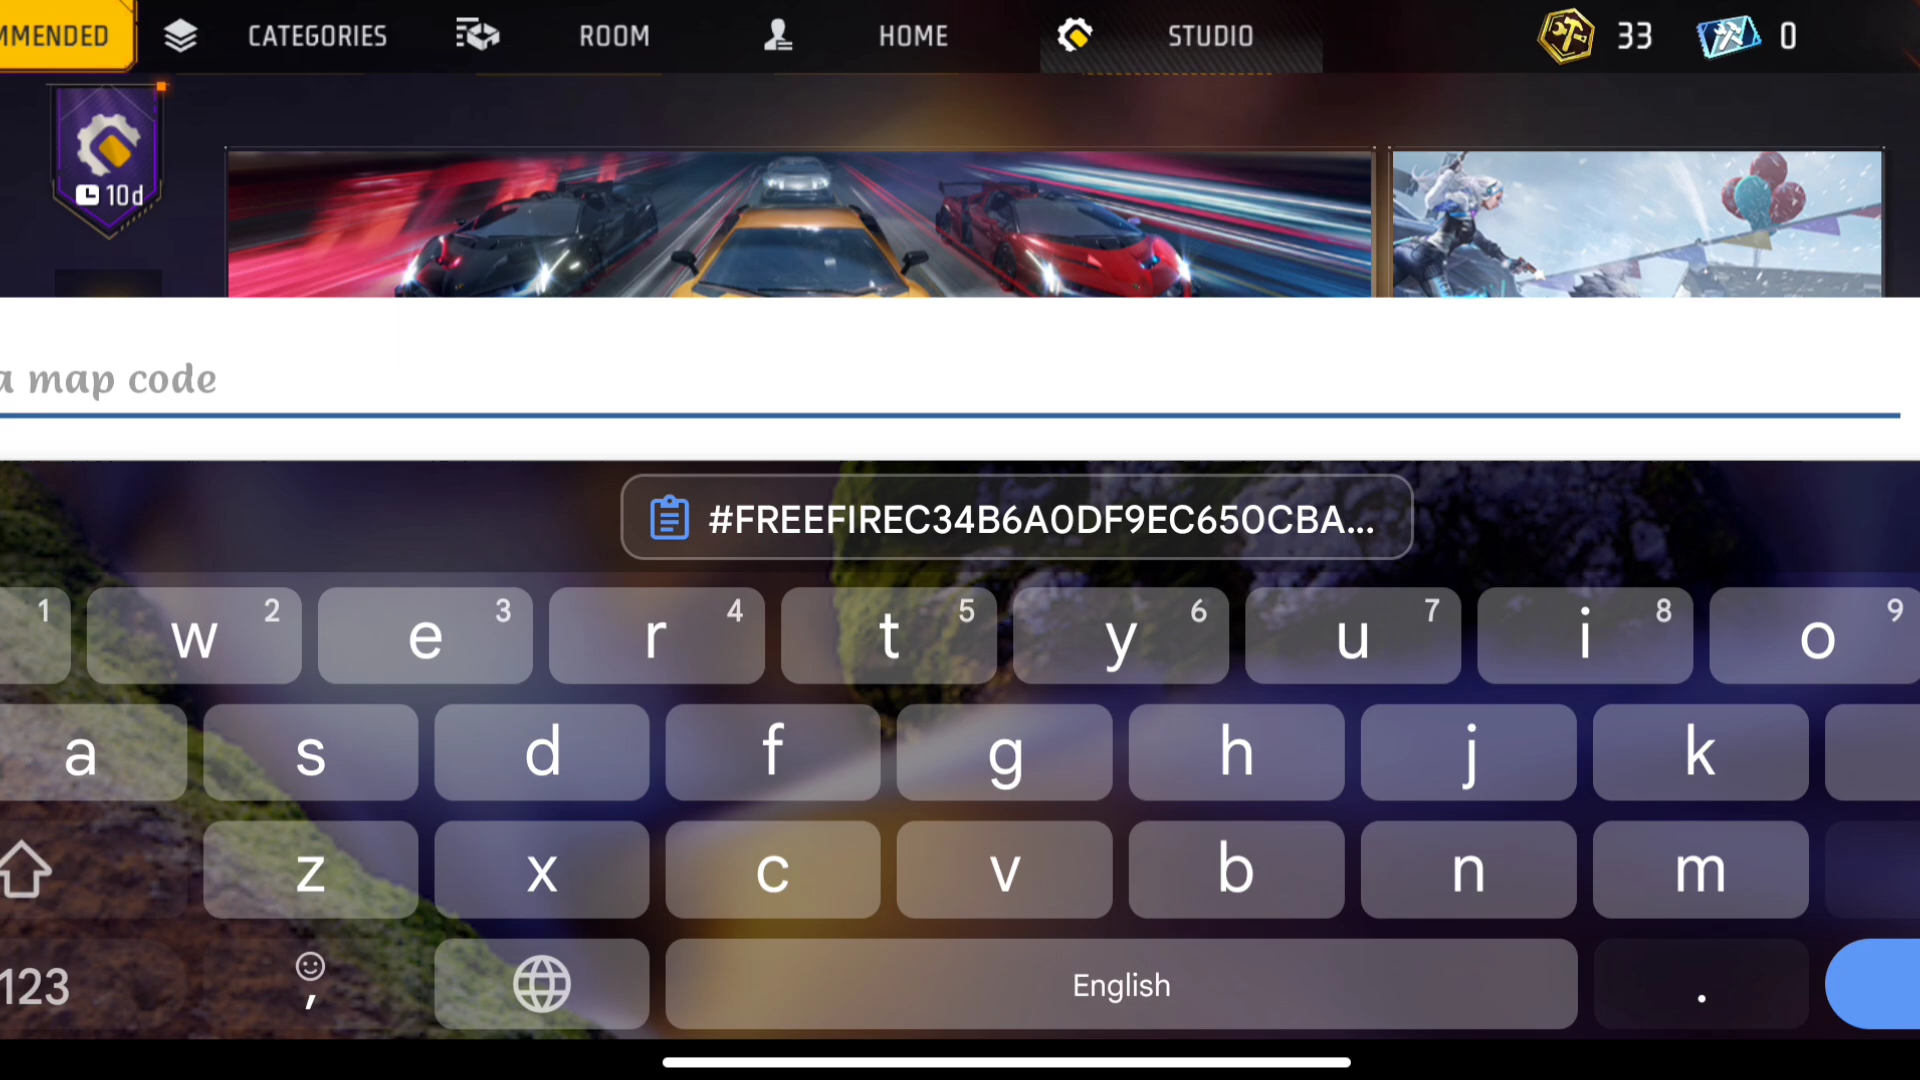 MMENDED CATEGORIES ROOM HOME STUDIO 33 0
10d
a map code
#FREEFIREC34B6A0DF9EC650CBA...
1 w 2 e 3 r 4 t 5 y 6 u 7 i 8 o 9
a s d f g h j k
z x c v b n m
123 , English .